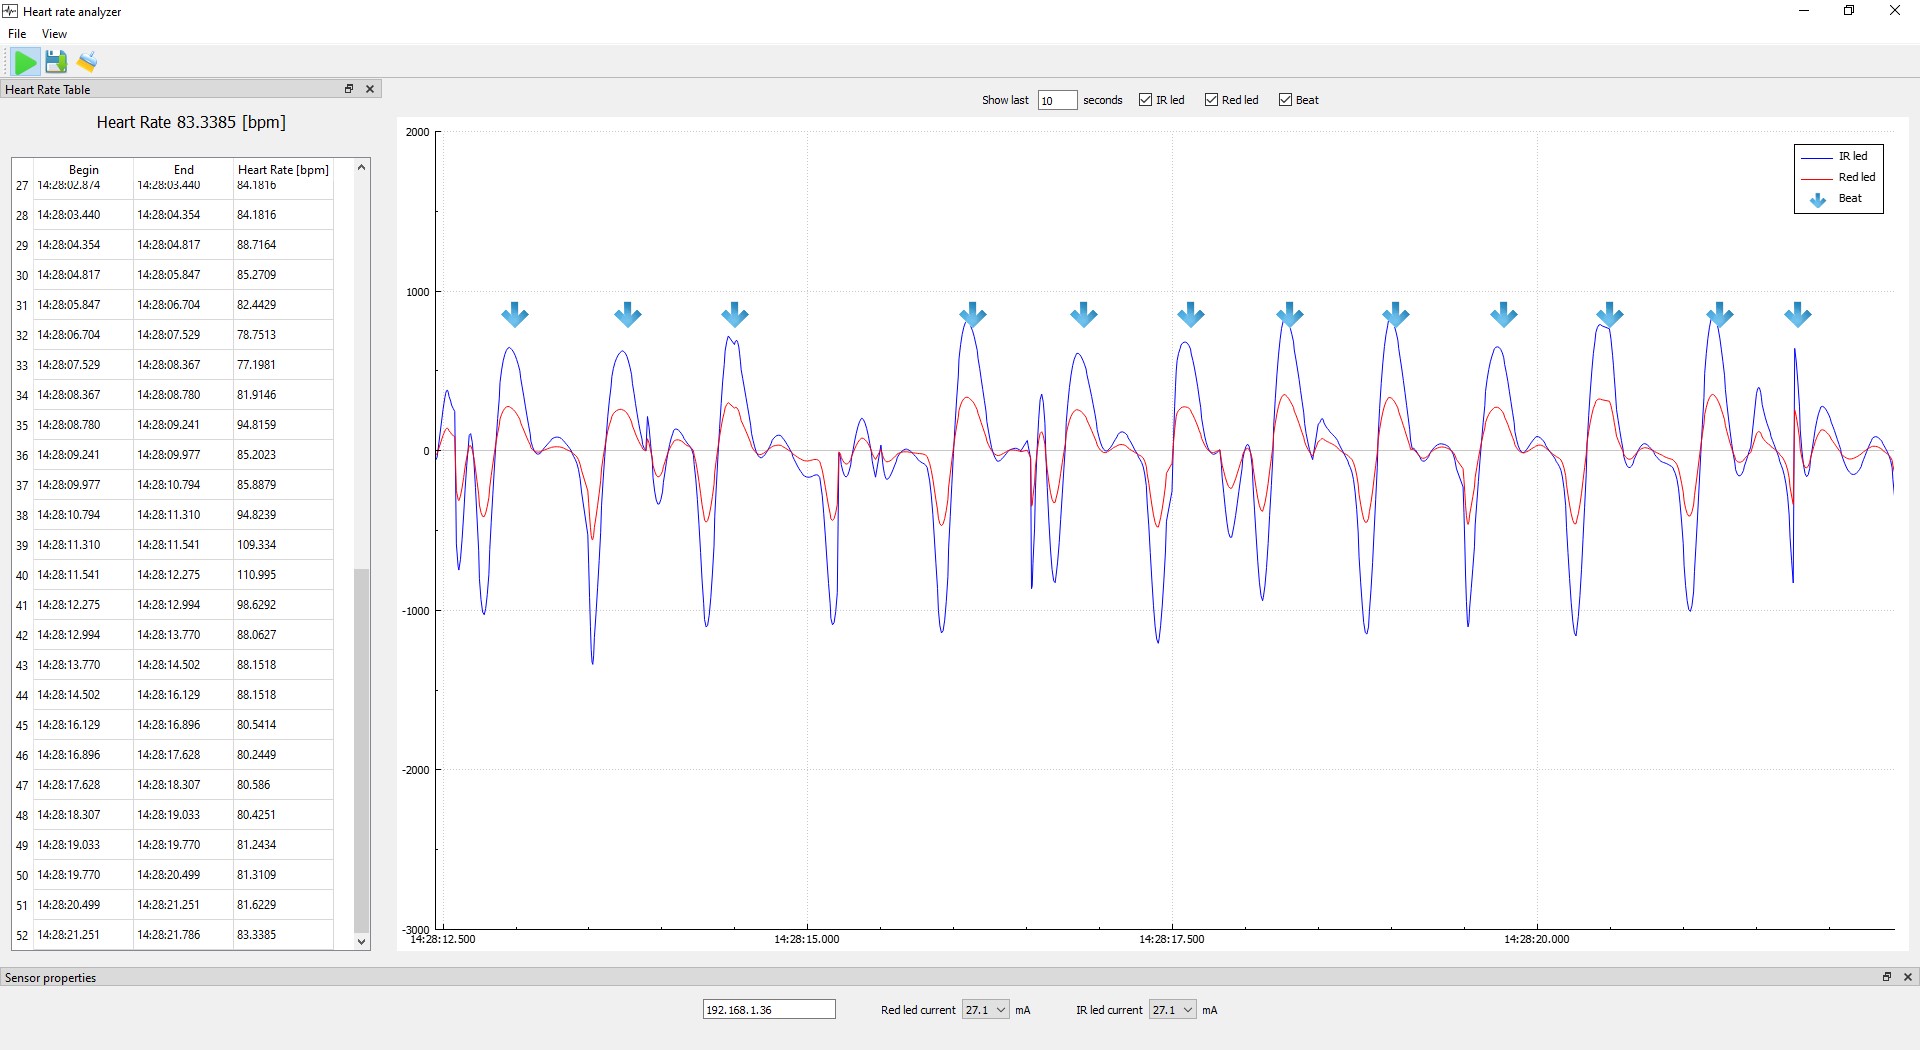 Heart rate analyzer
File View
Heart Rate Table
Heart Rate 83.3385 [bpm]
Begin End Heart Rate [bpm]
27 14:28:02.874 14:28:03.440 84.1816
28 14:28:03.440 14:28:04.354 84.1816
29 14:28:04.354 14:28:04.817 88.7164
30 14:28:04.817 14:28:05.847 85.2709
31 14:28:05.847 14:28:06.704 82.4429
32 14:28:06.704 14:28:07.529 78.7513
33 14:28:07.529 14:28:08.367 77.1981
34 14:28:08.367 14:28:08.780 81.9146
35 14:28:08.780 14:28:09.241 94.8159
36 14:28:09.241 14:28:09.977 85.2023
37 14:28:09.977 14:28:10.794 85.8879
38 14:28:10.794 14:28:11.310 94.8239
39 14:28:11.310 14:28:11.541 109.334
40 14:28:11.541 14:28:12.275 110.995
41 14:28:12.275 14:28:12.994 98.6292
42 14:28:12.994 14:28:13.770 88.0627
43 14:28:13.770 14:28:14.502 88.1518
44 14:28:14.502 14:28:16.129 88.1518
45 14:28:16.129 14:28:16.896 80.5414
46 14:28:16.896 14:28:17.628 80.2449
47 14:28:17.628 14:28:18.307 80.586
48 14:28:18.307 14:28:19.033 80.4251
49 14:28:19.033 14:28:19.770 81.2434
50 14:28:19.770 14:28:20.499 81.3109
51 14:28:20.499 14:28:21.251 81.6229
52 14:28:21.251 14:28:21.786 83.3385
Show last 10 seconds IR led Red led Beat
2000
1000
0
-1000
-2000
-3000
14:28:12.500 14:28:15.000 14:28:17.500 14:28:20.000
IR led
Red led
Beat
Sensor properties
192.168.1.36 Red led current 27.1 mA IR led current 27.1 mA